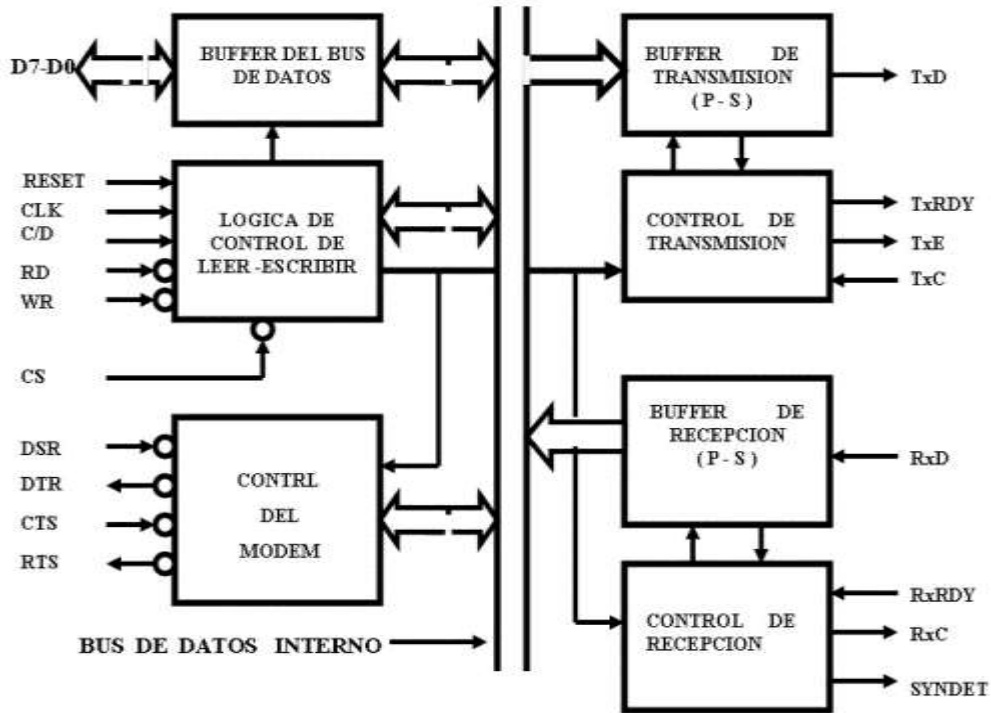 D7-D0
BUFFER DEL BUS
DE DATOS
BUFFER DE
TRANSMISION
( P - S )
TxD
RESET
CLK
C/D
RD
WR
CS
LOGICA DE
CONTROL DE
LEER -ESCRIBIR
CONTROL DE
TRANSMISION
TxRDY
TxE
TxC
DSR
DTR
CTS
RTS
CONTRL
DEL
MODEM
BUFFER DE
RECEPCION
( P - S )
RxD
CONTROL DE
RECEPCION
RxRDY
RxC
SYNDET
BUS DE DATOS INTERNO